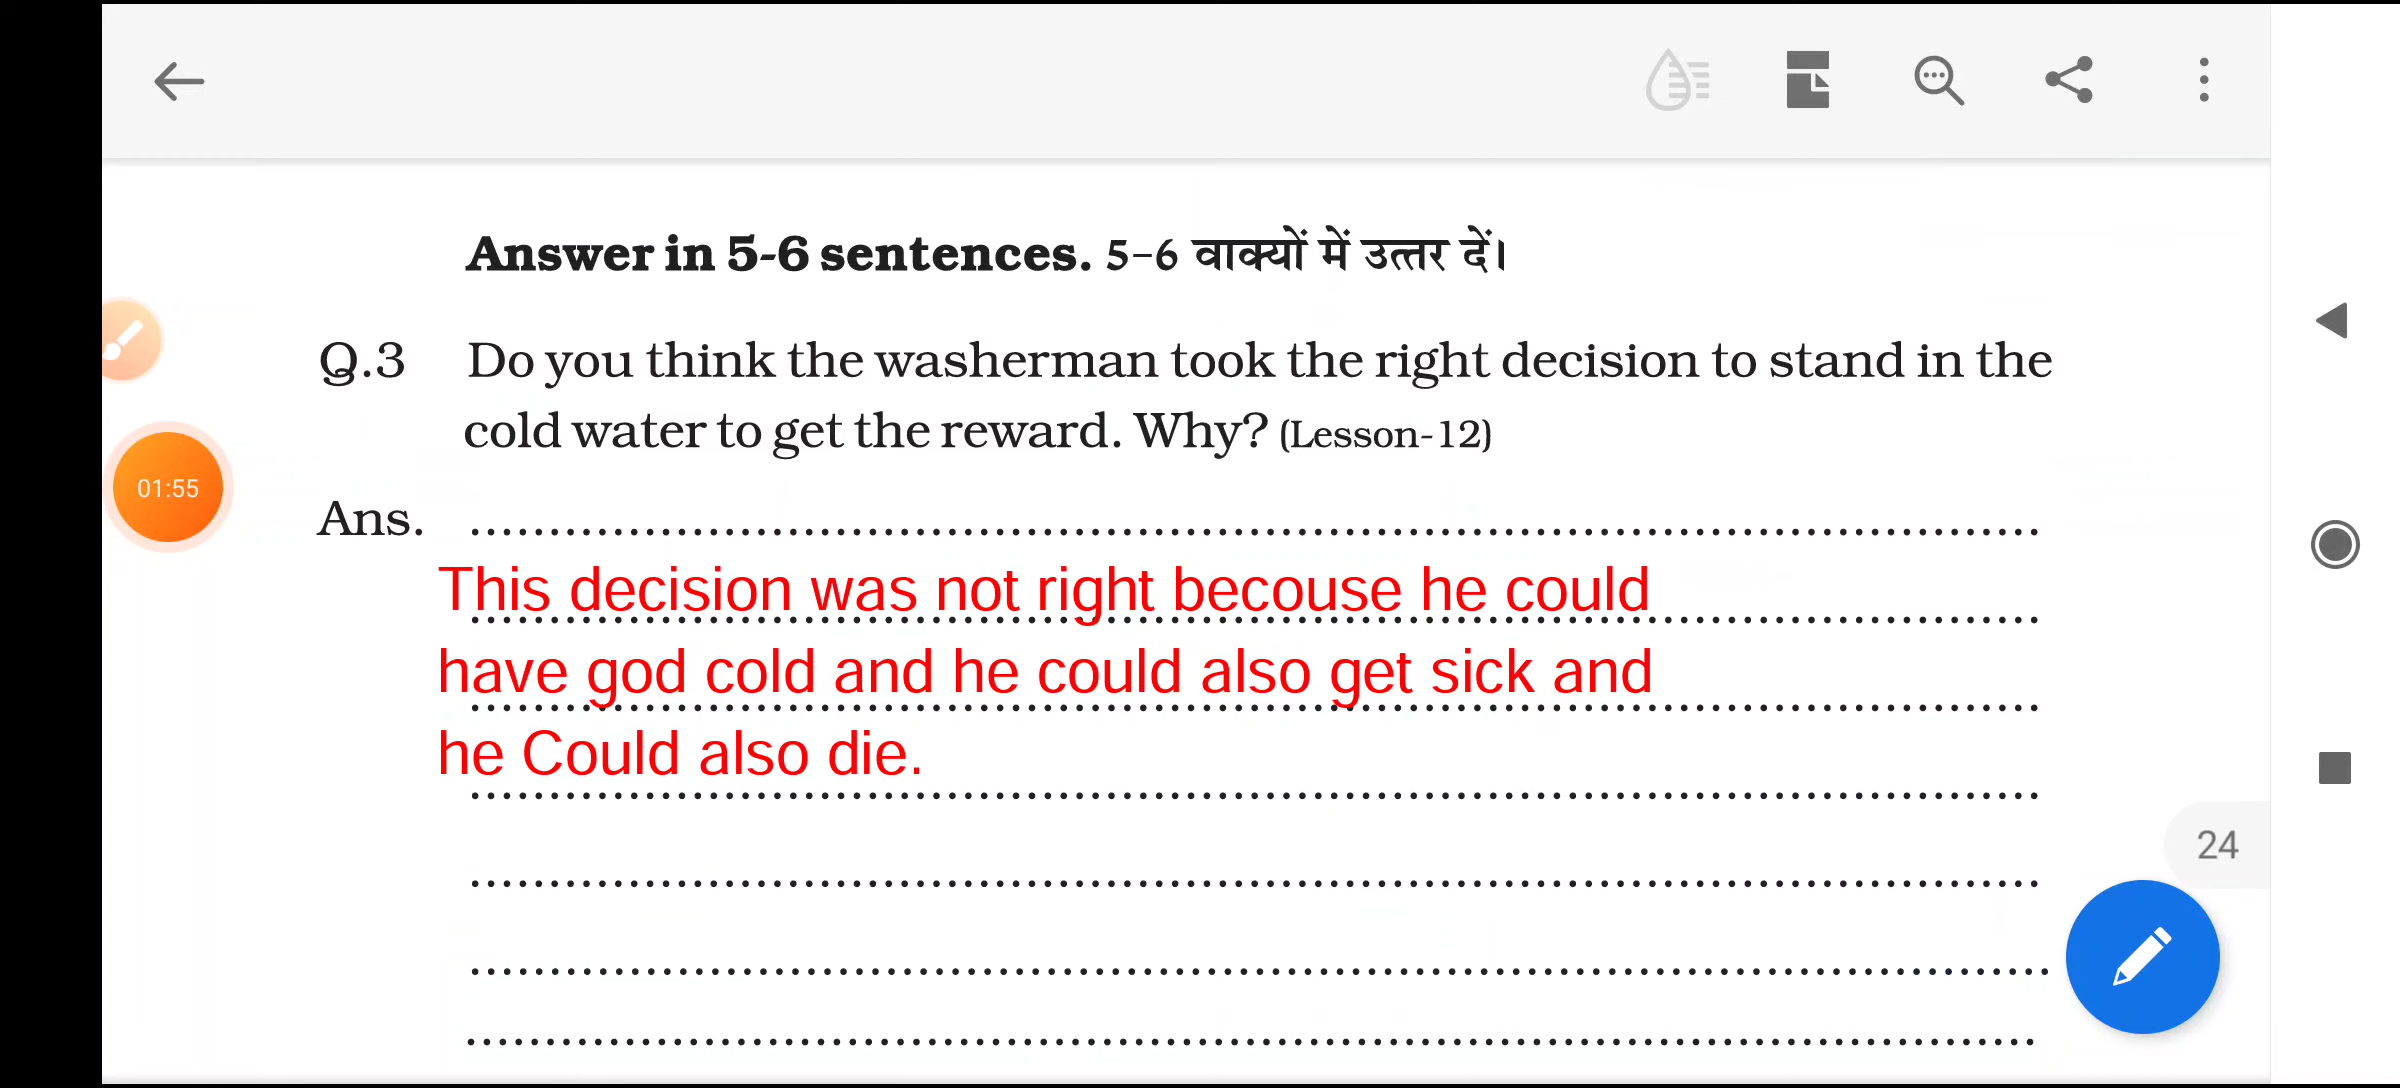 Answer in 5-6 sentences. 5-6 वाक्यों में उत्तर दें।
Q.3 Do you think the washerman took the right decision to stand in the
cold water to get the reward. Why? (Lesson-12)
01:55
Ans. ....................................................................................................
This decision was not right becouse he could
have god cold and he could also get sick and
he Could also die.
24